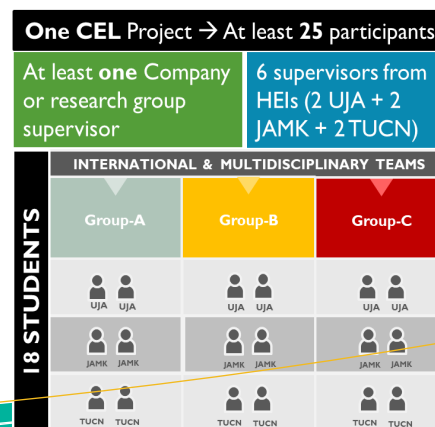 One CEL Project → At least 25 participants
At least one Company
or research group
supervisor
6 supervisors from
HEIs (2 UJA + 2
JAMK + 2 TUCN)
INTERNATIONAL & MULTIDISCIPLINARY TEAMS
18 STUDENTS
Group-A Group-B Group-C
UJA UJA UJA UJA UJA UJA
JAMK JAMK JAMK JAMK JAMK JAMK
TUCN TUCN TUCN TUCN TUCN TUCN